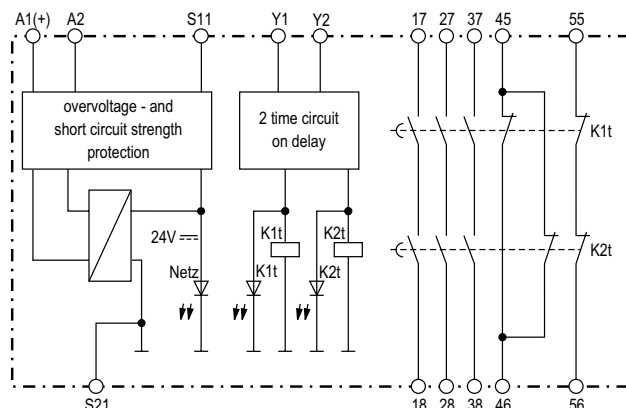 A1(+) A2 S11 Y1 Y2 17 27 37 45 55
overvoltage - and
short circuit strength
protection
2 time circuit
on delay
K1t
24V
K1t K2t
K2t
Netz K1t K2t
S21 18 28 38 46 56